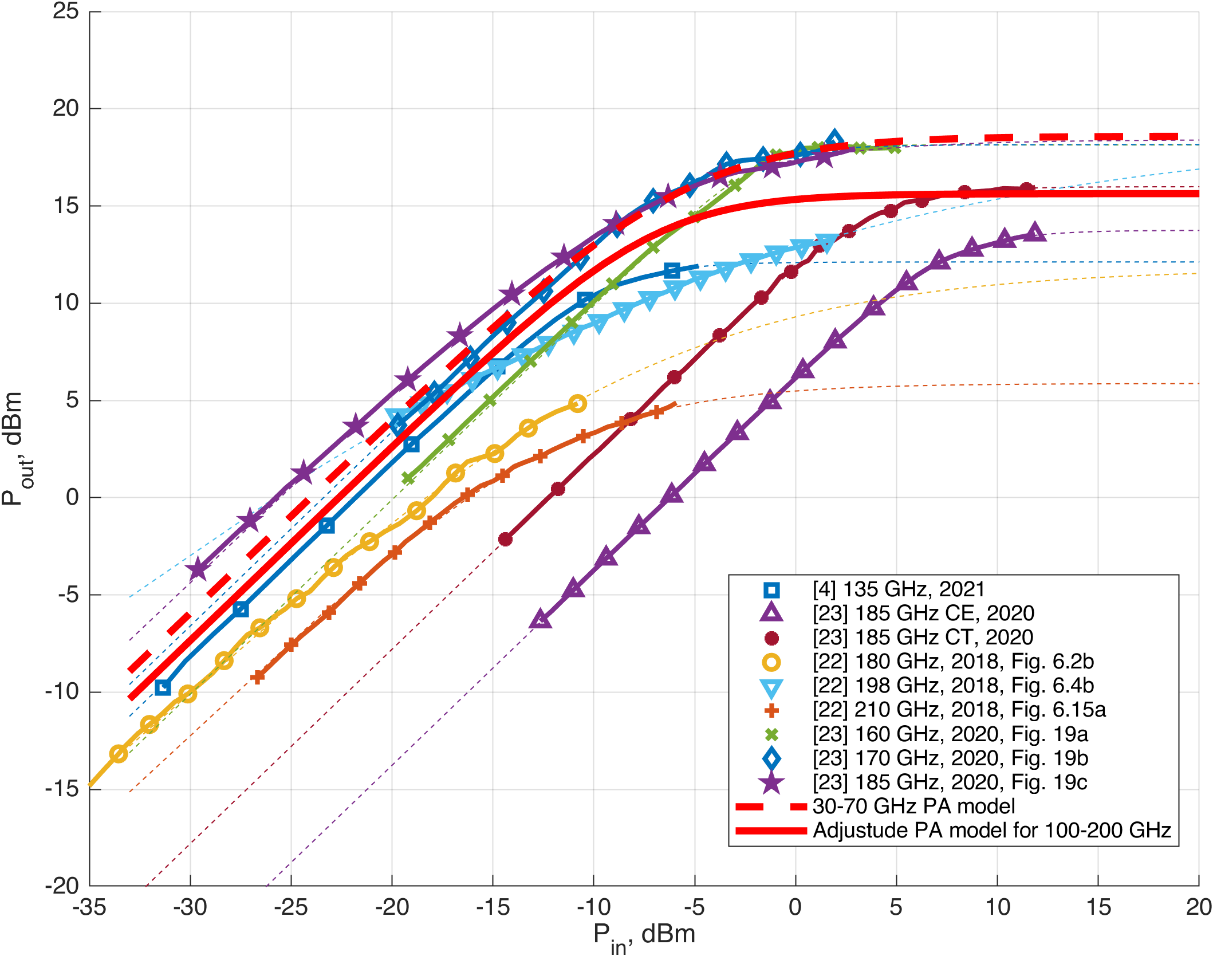 25
20
15
10
5
0
-5
-10
-15
-20
-35
-30
-25
-20
-15
-10
-5
0
5
10
15
20
P_out, dBm
P_in, dBm
[4] 135 GHz, 2021
[23] 185 GHz CE, 2020
[23] 185 GHz CT, 2020
[22] 180 GHz, 2018, Fig. 6.2b
[22] 198 GHz, 2018, Fig. 6.4b
[22] 210 GHz, 2018, Fig. 6.15a
[23] 160 GHz, 2020, Fig. 19a
[23] 170 GHz, 2020, Fig. 19b
[23] 185 GHz, 2020, Fig. 19c
30-70 GHz PA model
Adjustude PA model for 100-200 GHz